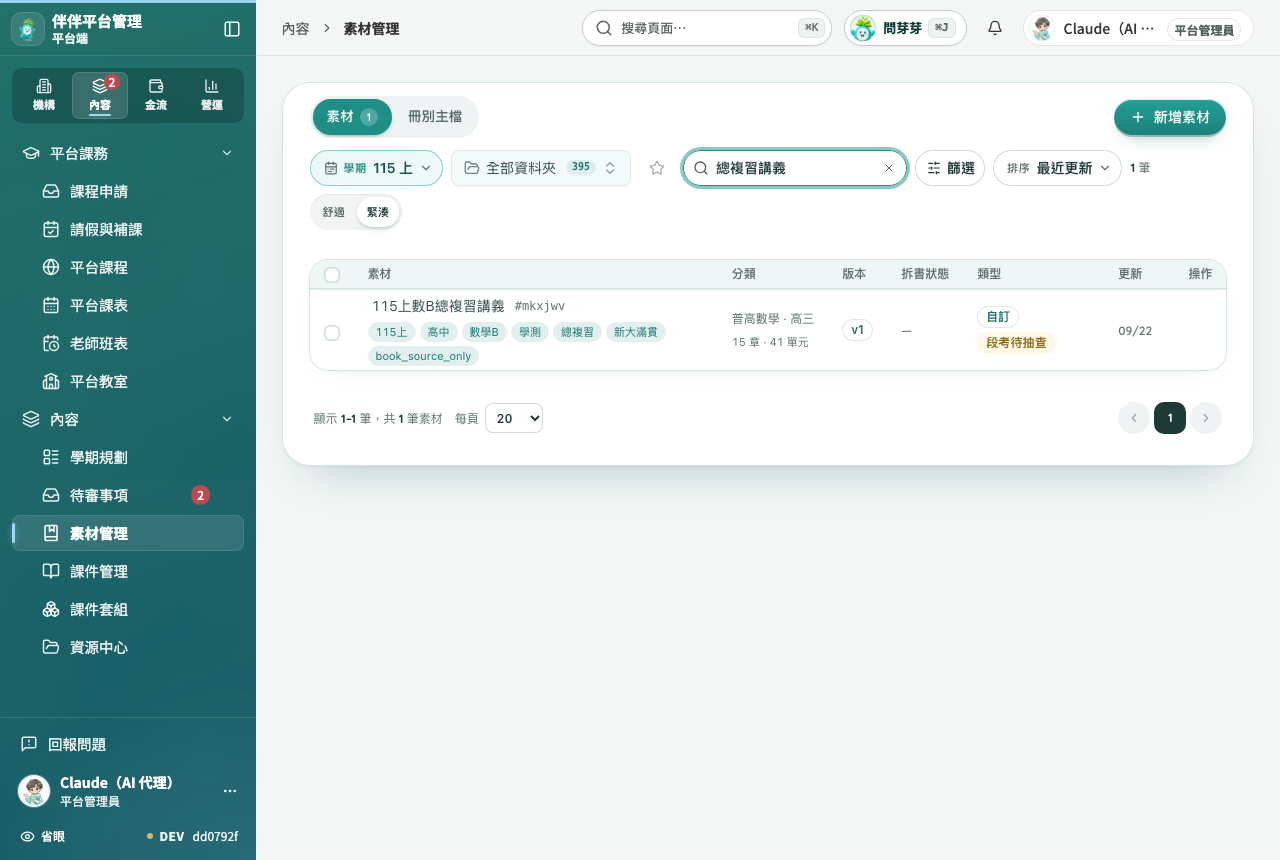 伴伴平台管理
平台端
機構
內容
2
金流
營運
平台課務
課程申請
請假與補課
平台課程
平台課表
老師班表
平台教室
內容
學期規劃
待審事項
2
素材管理
課件管理
課件套組
資源中心
回報問題
Claude（AI 代理）
平台管理員
省眼
DEV dd0792f
內容 > 素材管理
搜尋頁面… ⌘K
問芽芽 ⌘J
Claude（AI … 平台管理員
素材 1
冊別主檔
+ 新增素材
學期 115 上
全部資料夾 395
總複習講義
篩選
排序 最近更新
1 筆
舒適 緊湊
素材 分類 版本 拆書狀態 類型 更新 操作
115上數B總複習講義 #mkxjwv
115上 高中 數學B 學測 總複習 新大滿貫
book_source_only
普高數學 · 高三
15 章 · 41 單元
v1
—
自訂
段考待抽查
09/22
顯示 1–1 筆，共 1 筆素材 每頁 20
1